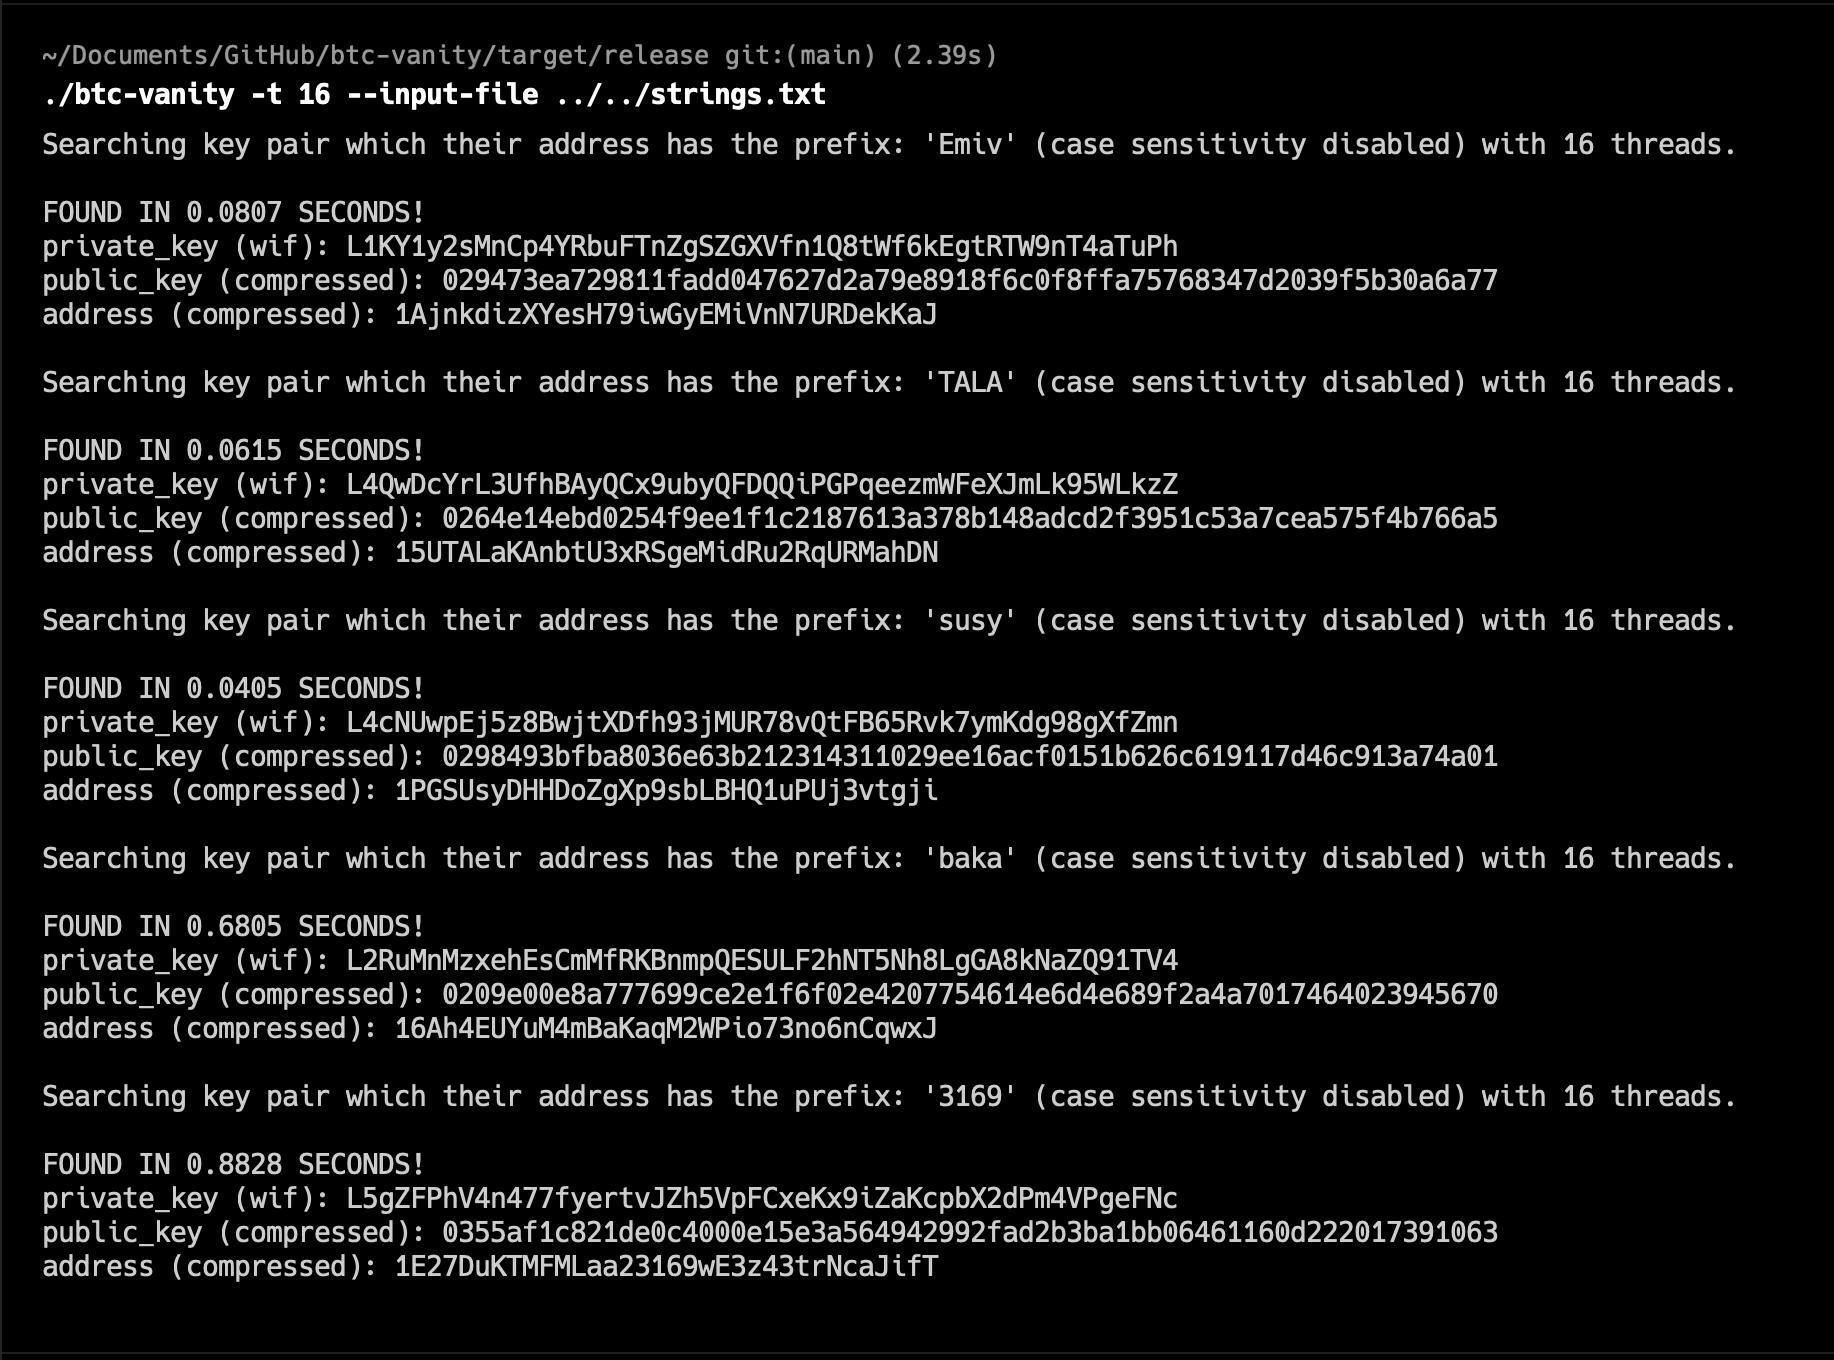 ~/Documents/GitHub/btc-vanity/target/release git:(main) (2.39s)
./btc-vanity -t 16 --input-file ../../strings.txt
Searching key pair which their address has the prefix: 'Emiv' (case sensitivity disabled) with 16 threads.
FOUND IN 0.0807 SECONDS!
private_key (wif): L1KY1y2sMnCp4YRbuFTnZgSZGXVfn1Q8tWf6kEgtRTW9nT4aTuPh
public_key (compressed): 029473ea729811fadd047627d2a79e8918f6c0f8ffa75768347d2039f5b30a6a77
address (compressed): 1AjnkdizXYesH79iwGyEMiVnN7URDekKaJ
Searching key pair which their address has the prefix: 'TALA' (case sensitivity disabled) with 16 threads.
FOUND IN 0.0615 SECONDS!
private_key (wif): L4QwDcYrL3UfhBAyQCx9ubyQFDQQiPGPqeezmWFeXJmLk95WLkzZ
public_key (compressed): 0264e14ebd0254f9ee1f1c2187613a378b148adcd2f3951c53a7cea575f4b766a5
address (compressed): 15UTALaKAnbtU3xRSgeMidRu2RqURMahDN
Searching key pair which their address has the prefix: 'susy' (case sensitivity disabled) with 16 threads.
FOUND IN 0.0405 SECONDS!
private_key (wif): L4cNUwpEj5z8BwjtXDfh93jMUR78vQtFB65Rvk7ymKdg98gXfZmn
public_key (compressed): 0298493bfba8036e63b212314311029ee16acf0151b626c619117d46c913a74a01
address (compressed): 1PGSUsyDHHDoZgXp9sbLBHQ1uPUj3vtgji
Searching key pair which their address has the prefix: 'baka' (case sensitivity disabled) with 16 threads.
FOUND IN 0.6805 SECONDS!
private_key (wif): L2RuMnMzxehEsCmMfRKBnmpQESULF2hNT5Nh8LgGA8kNaZQ91TV4
public_key (compressed): 0209e00e8a777699ce2e1f6f02e4207754614e6d4e689f2a4a7017464023945670
address (compressed): 16Ah4EUYuM4mBaKaqM2WPio73no6nCqwxJ
Searching key pair which their address has the prefix: '3169' (case sensitivity disabled) with 16 threads.
FOUND IN 0.8828 SECONDS!
private_key (wif): L5gZFPhV4n477fyertvJZh5VpFCxeKx9iZaKcpbX2dPm4VPgeFNc
public_key (compressed): 0355af1c821de0c4000e15e3a564942992fad2b3ba1bb06461160d222017391063
address (compressed): 1E27DuKTMFMLaa23169wE3z43trNcaJifT